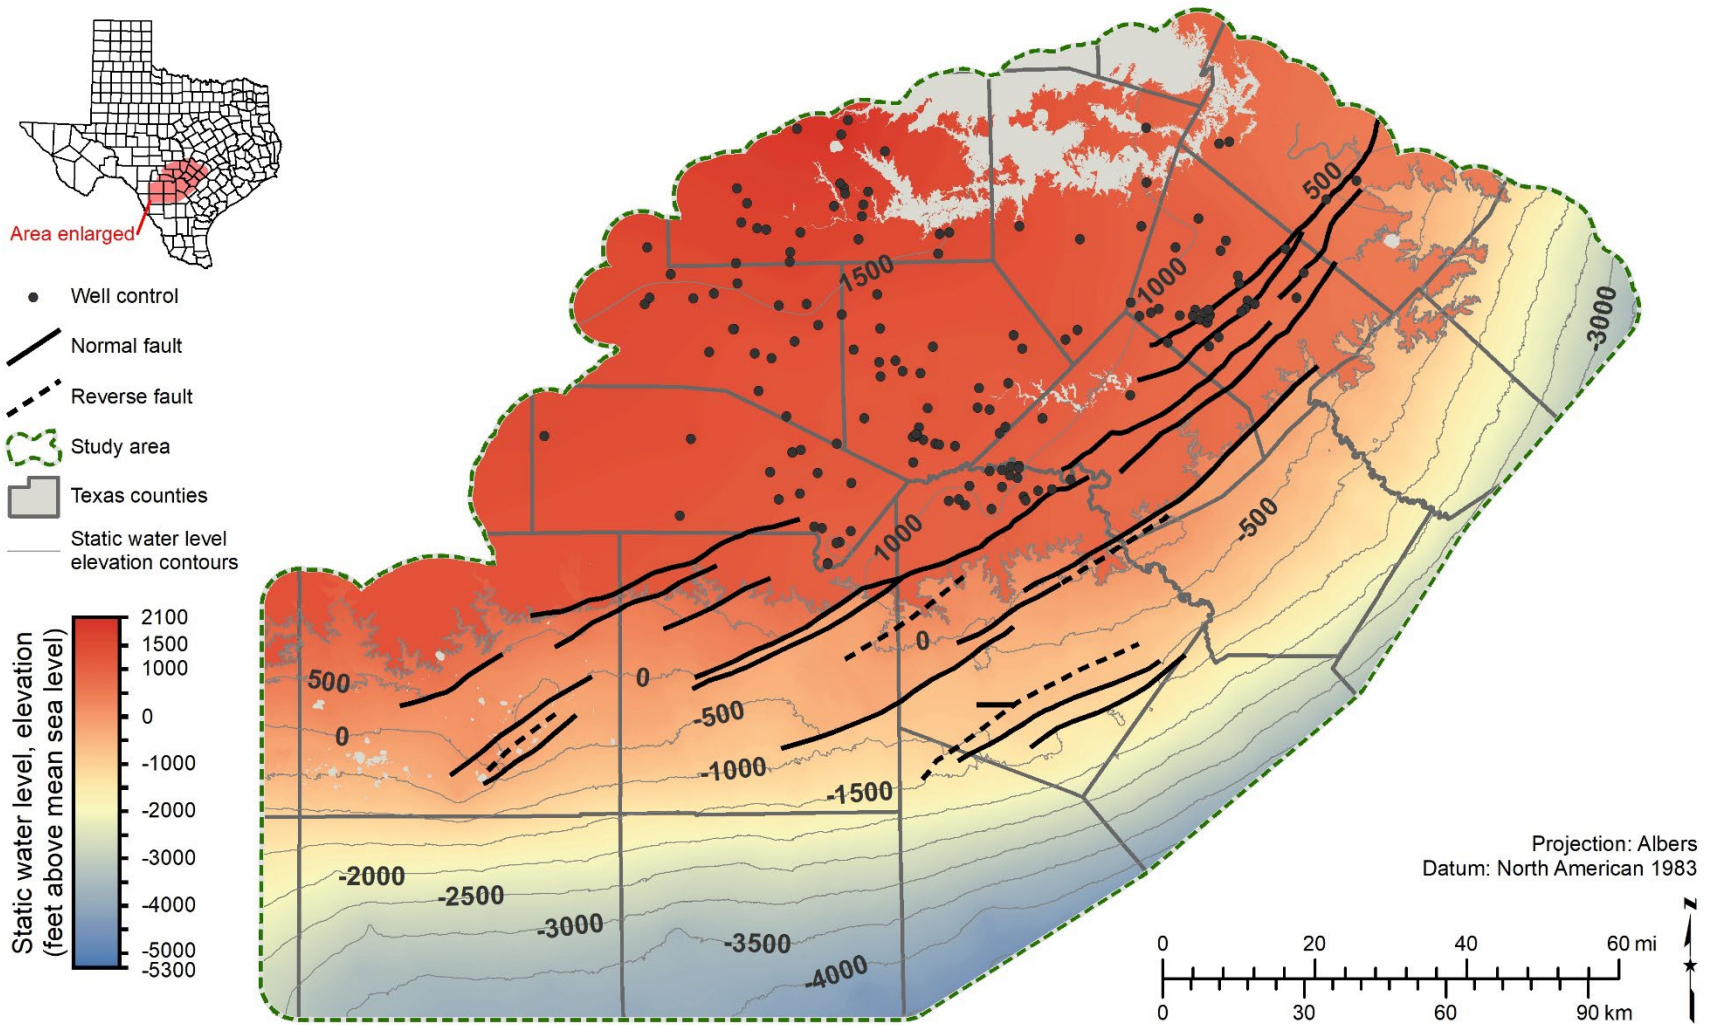 Area enlarged
Well control
Normal fault
Reverse fault
Study area
Texas counties
Static water level
elevation contours
Static water level, elevation
(feet above mean sea level)
2100
1500
1000
0
-1000
-2000
-3000
-4000
-5000
-5300
500
1500
1000
-3000
1000
-500
0
500
0
0
-500
-1000
-1500
-2000
-2500
-3000
-3500
-4000
Projection: Albers
Datum: North American 1983
N
0 20 40 60 mi
0 30 60 90 km